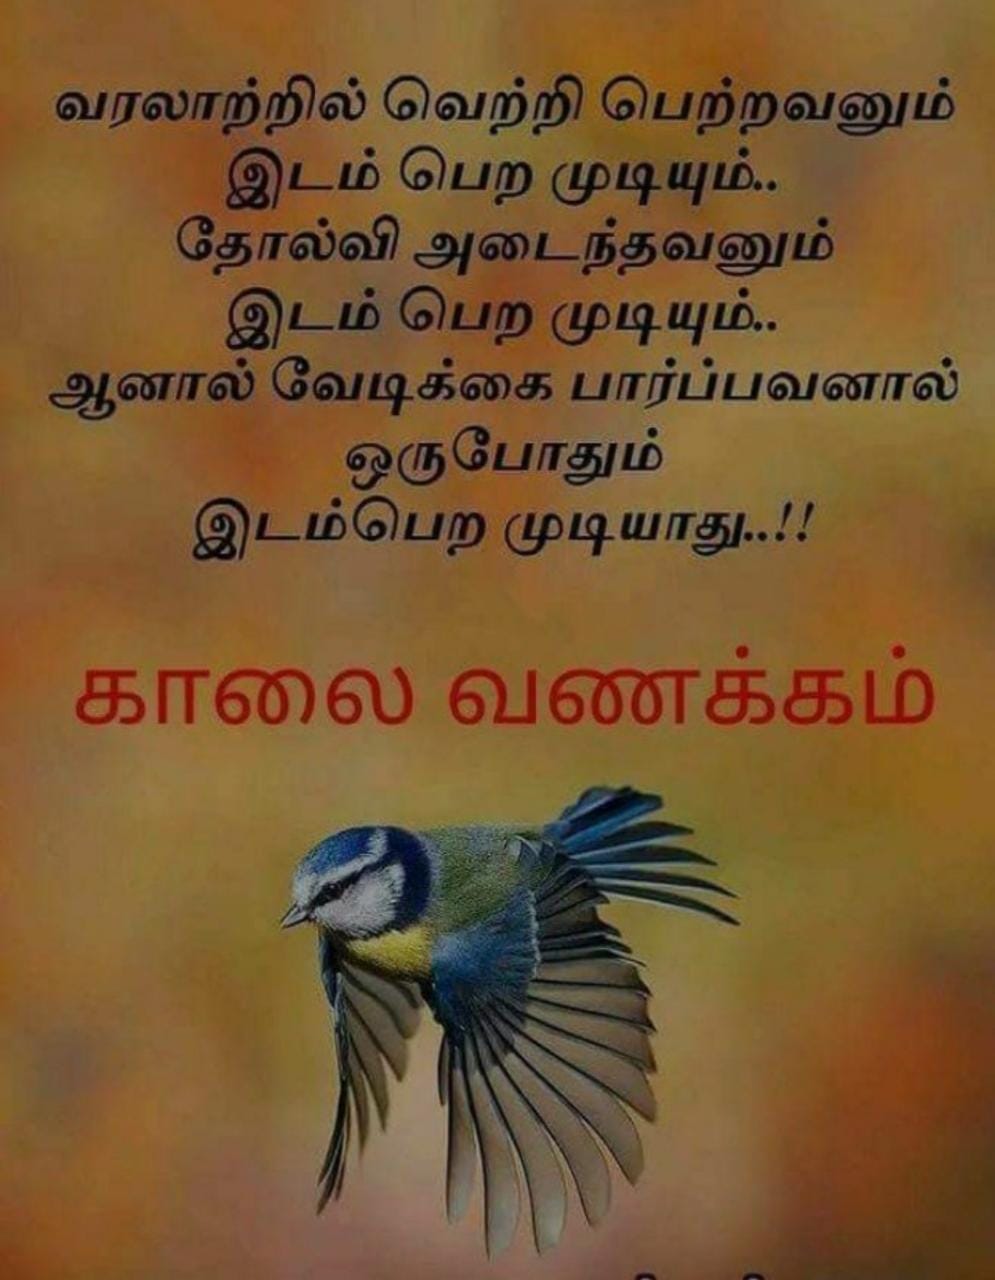 வரலாற்றில் வெற்றி பெற்றவனும்
இடம் பெற முடியும்..
தோல்வி அடைந்தவனும்
இடம் பெற முடியும்..
ஆனால் வேடிக்கை பார்ப்பவனால்
ஒருபோதும்
இடம்பெற முடியாது..!!
காலை வணக்கம்